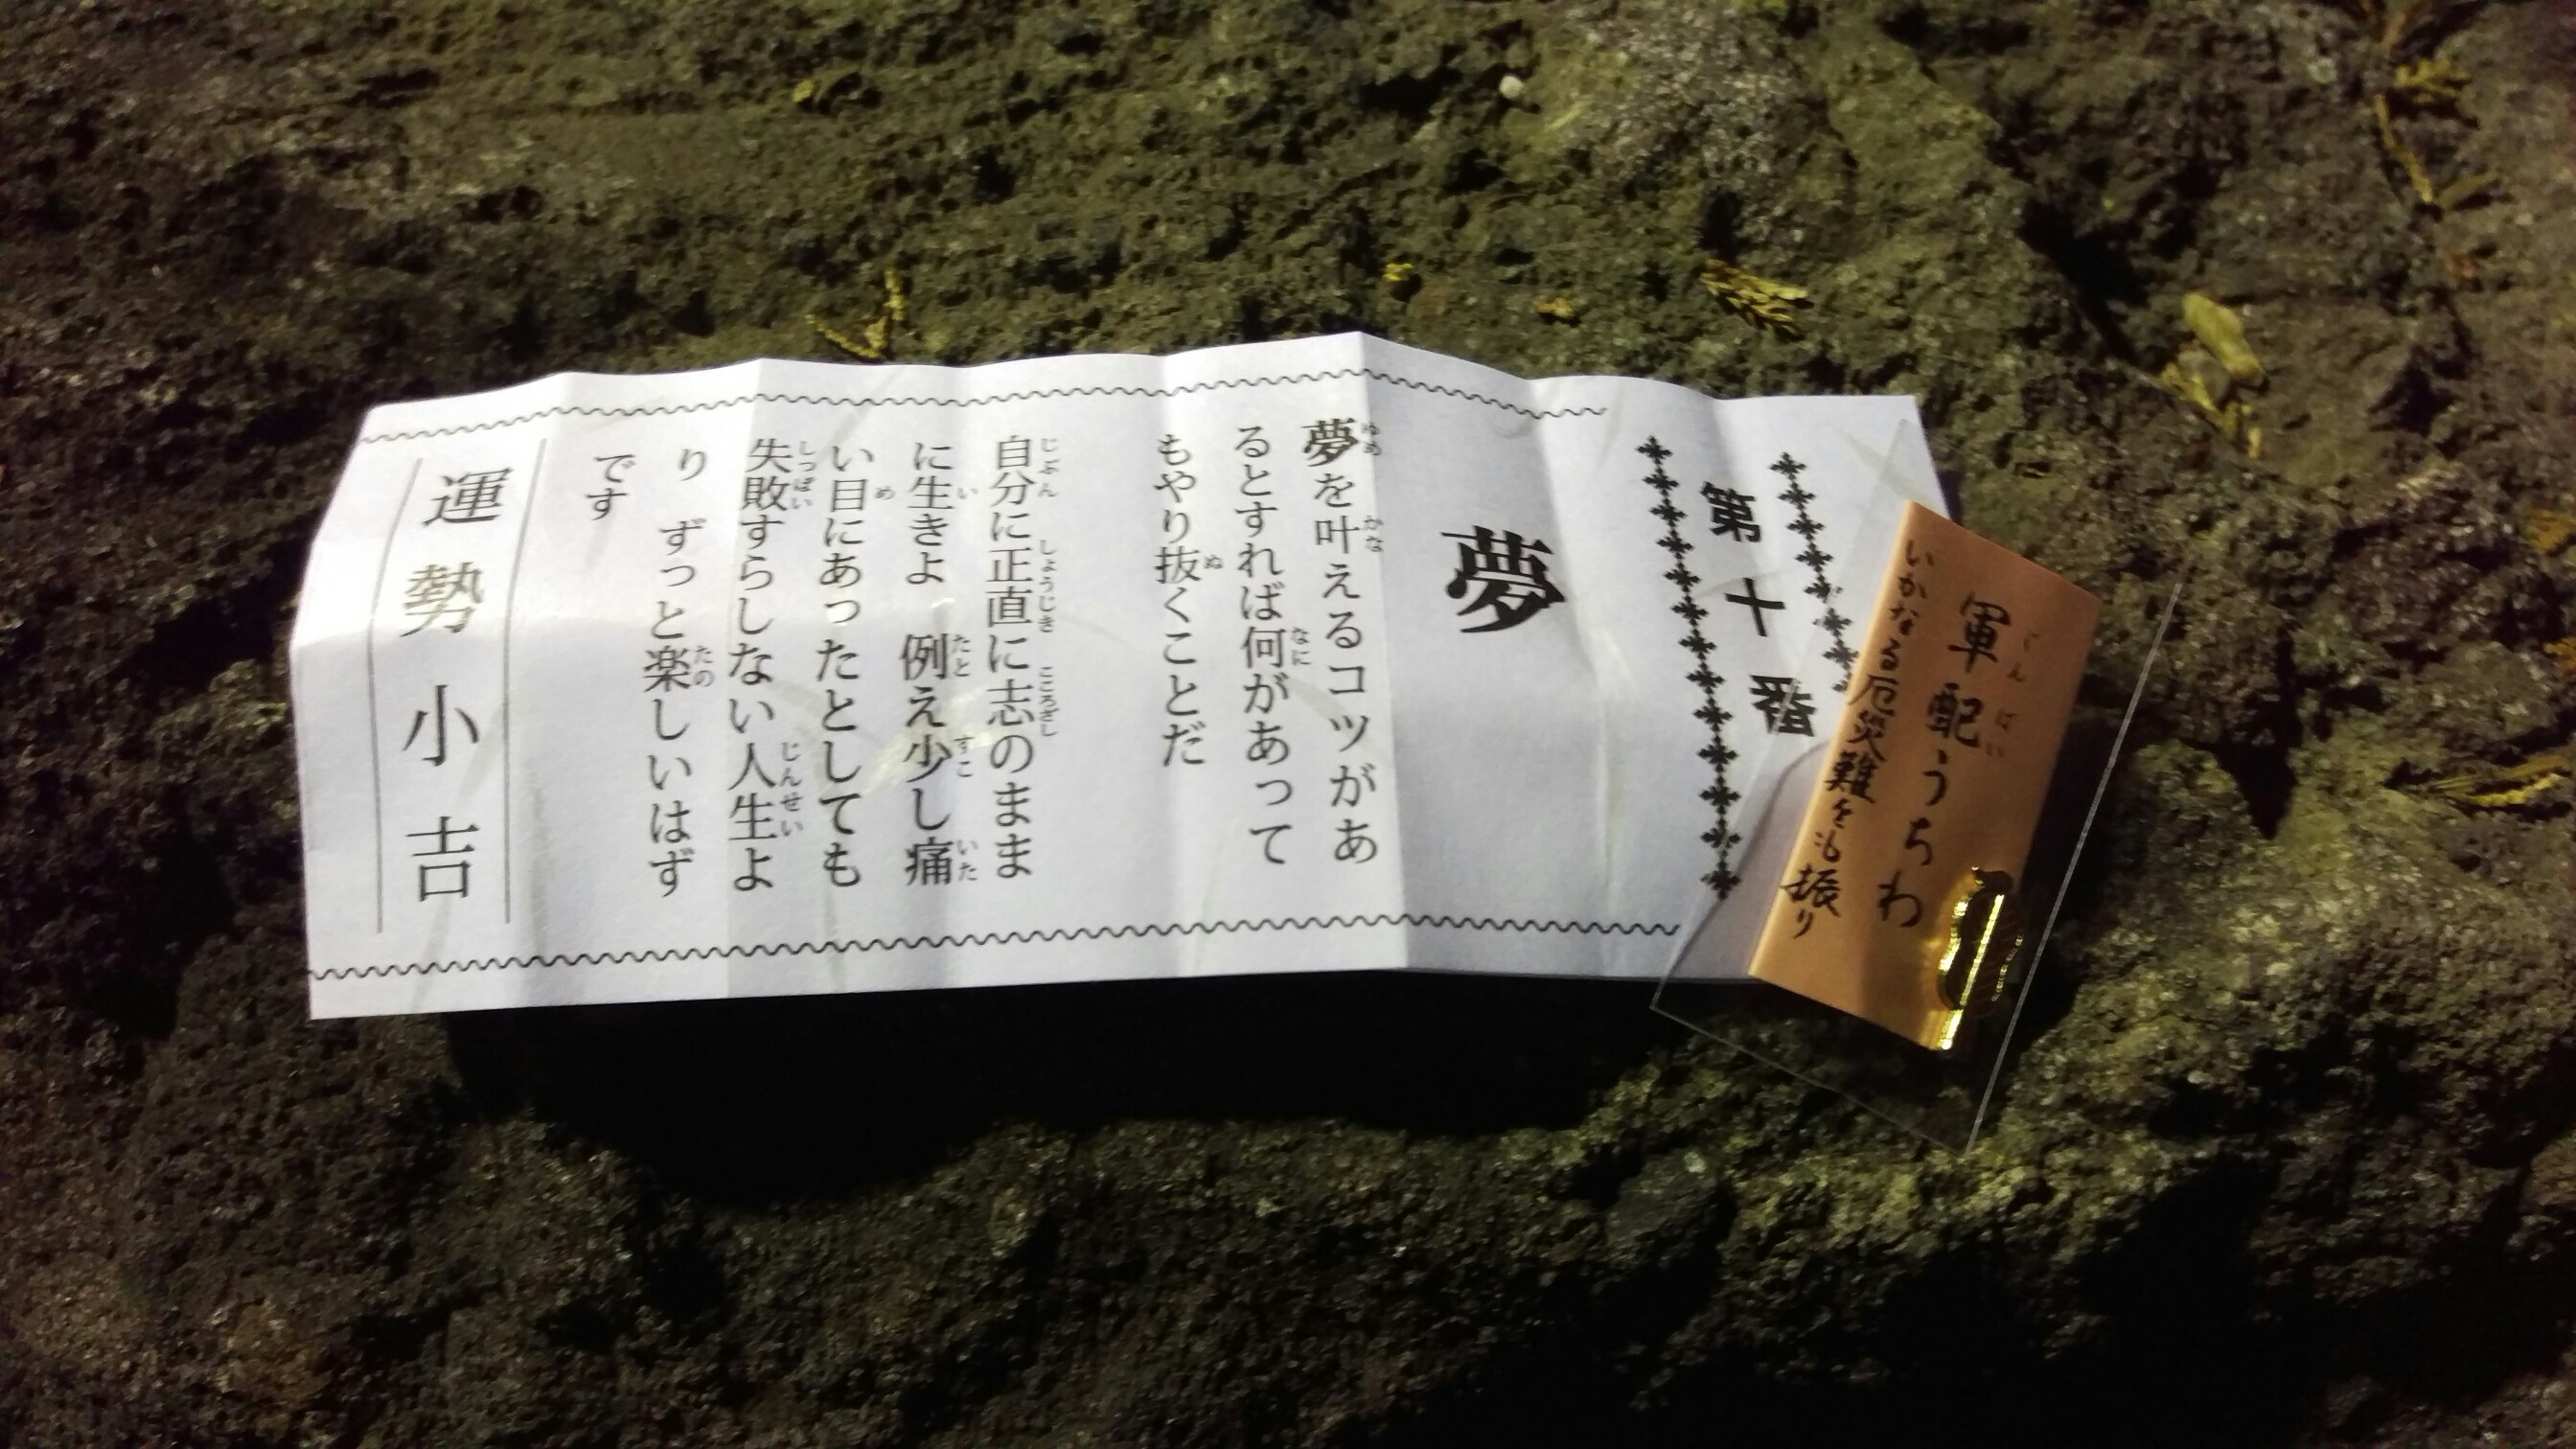 軍配うちわ
いかなる厄災難をも振り
第十番
夢
夢を叶えるコツがあ
るとすれば何があって
もやり抜くことだ
自分に正直に志のまま
に生きよ　例え少し痛
い目にあったとしても
失敗すらしない人生よ
り　ずっと楽しいはず
です
運勢小吉